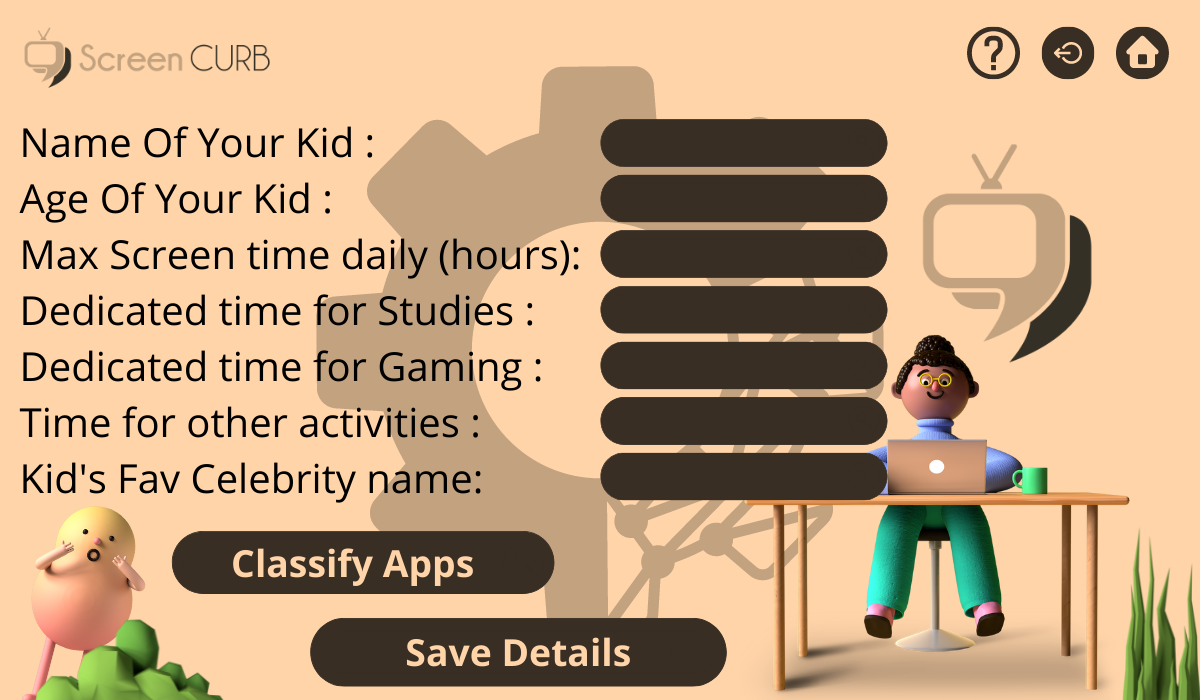 Screen CURB
Name Of Your Kid :
Age Of Your Kid :
Max Screen time daily (hours):
Dedicated time for Studies :
Dedicated time for Gaming :
Time for other activities :
Kid's Fav Celebrity name:
Classify Apps
Save Details